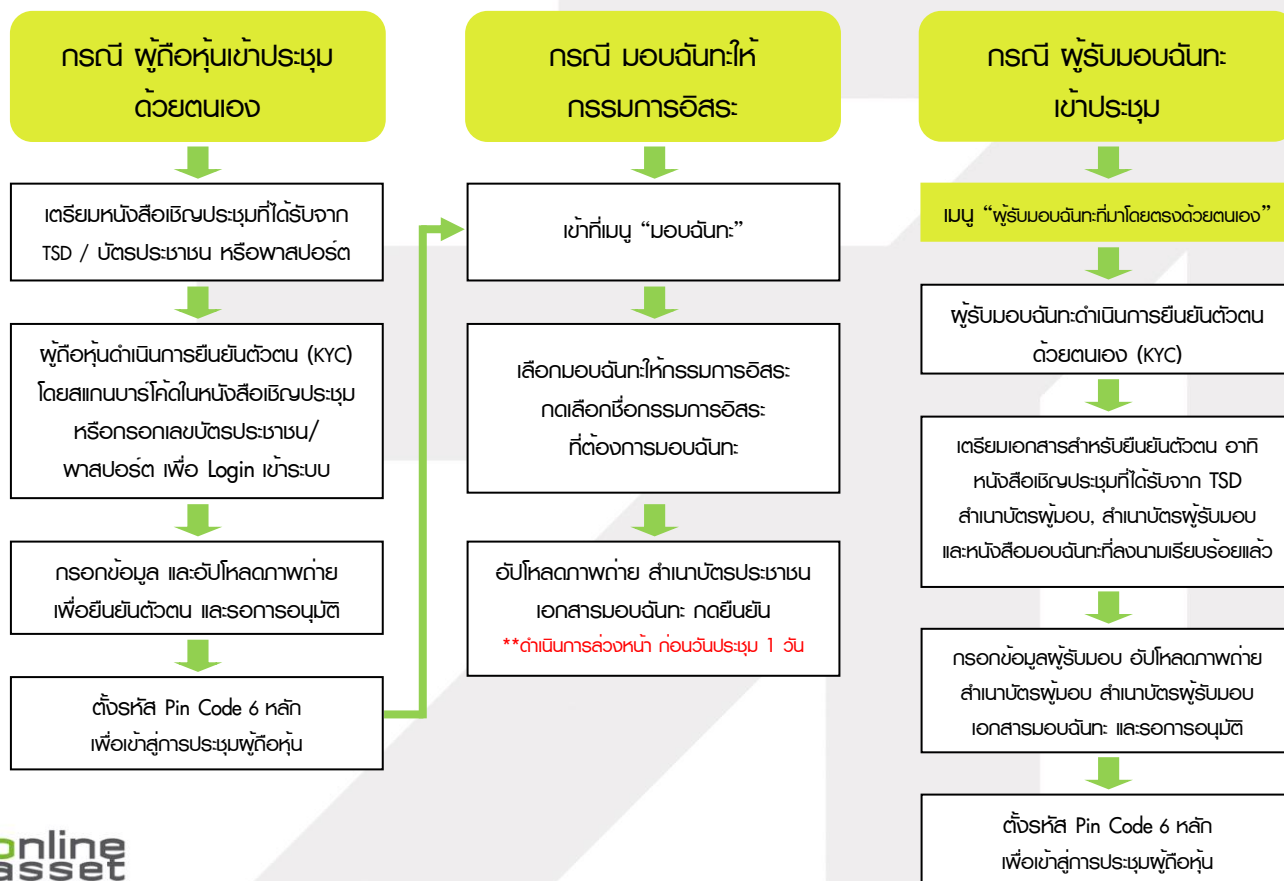 กรณี ผู้ถือหุ้นเข้าประชุม
ด้วยตนเอง
เตรียมหนังสือเชิญประชุมที่ได้รับจาก
TSD / บัตรประชาชน หรือพาสปอร์ต
ผู้ถือหุ้นดำเนินการยืนยันตัวตน (KYC)
โดยสแกนบาร์โค้ดในหนังสือเชิญประชุม
หรือกรอกเลขบัตรประชาชน/
พาสปอร์ต เพื่อ Login เข้าระบบ
กรอกข้อมูล และอัปโหลดภาพถ่าย
เพื่อยืนยันตัวตน และรอการอนุมัติ
ตั้งรหัส Pin Code 6 หลัก
เพื่อเข้าสู่การประชุมผู้ถือหุ้น
กรณี มอบฉันทะให้
กรรมการอิสระ
เข้าที่เมนู “มอบฉันทะ”
เลือกมอบฉันทะให้กรรมการอิสระ
กดเลือกชื่อกรรมการอิสระ
ที่ต้องการมอบฉันทะ
อัปโหลดภาพถ่าย สำเนาบัตรประชาชน
เอกสารมอบฉันทะ กดยืนยัน
**ดำเนินการล่วงหน้า ก่อนวันประชุม 1 วัน
กรณี ผู้รับมอบฉันทะ
เข้าประชุม
เมนู “ผู้รับมอบฉันทะที่มาโดยตรงด้วยตนเอง”
ผู้รับมอบฉันทะดำเนินการยืนยันตัวตน
ด้วยตนเอง (KYC)
เตรียมเอกสารสำหรับยืนยันตัวตน อาทิ
หนังสือเชิญประชุมที่ได้รับจาก TSD
สำเนาบัตรผู้มอบ, สำเนาบัตรผู้รับมอบ
และหนังสือมอบฉันทะที่ลงนามเรียบร้อยแล้ว
กรอกข้อมูลผู้รับมอบ อัปโหลดภาพถ่าย
สำเนาบัตรผู้มอบ สำเนาบัตรผู้รับมอบ
เอกสารมอบฉันทะ และรอการอนุมัติ
ตั้งรหัส Pin Code 6 หลัก
เพื่อเข้าสู่การประชุมผู้ถือหุ้น
online
asset